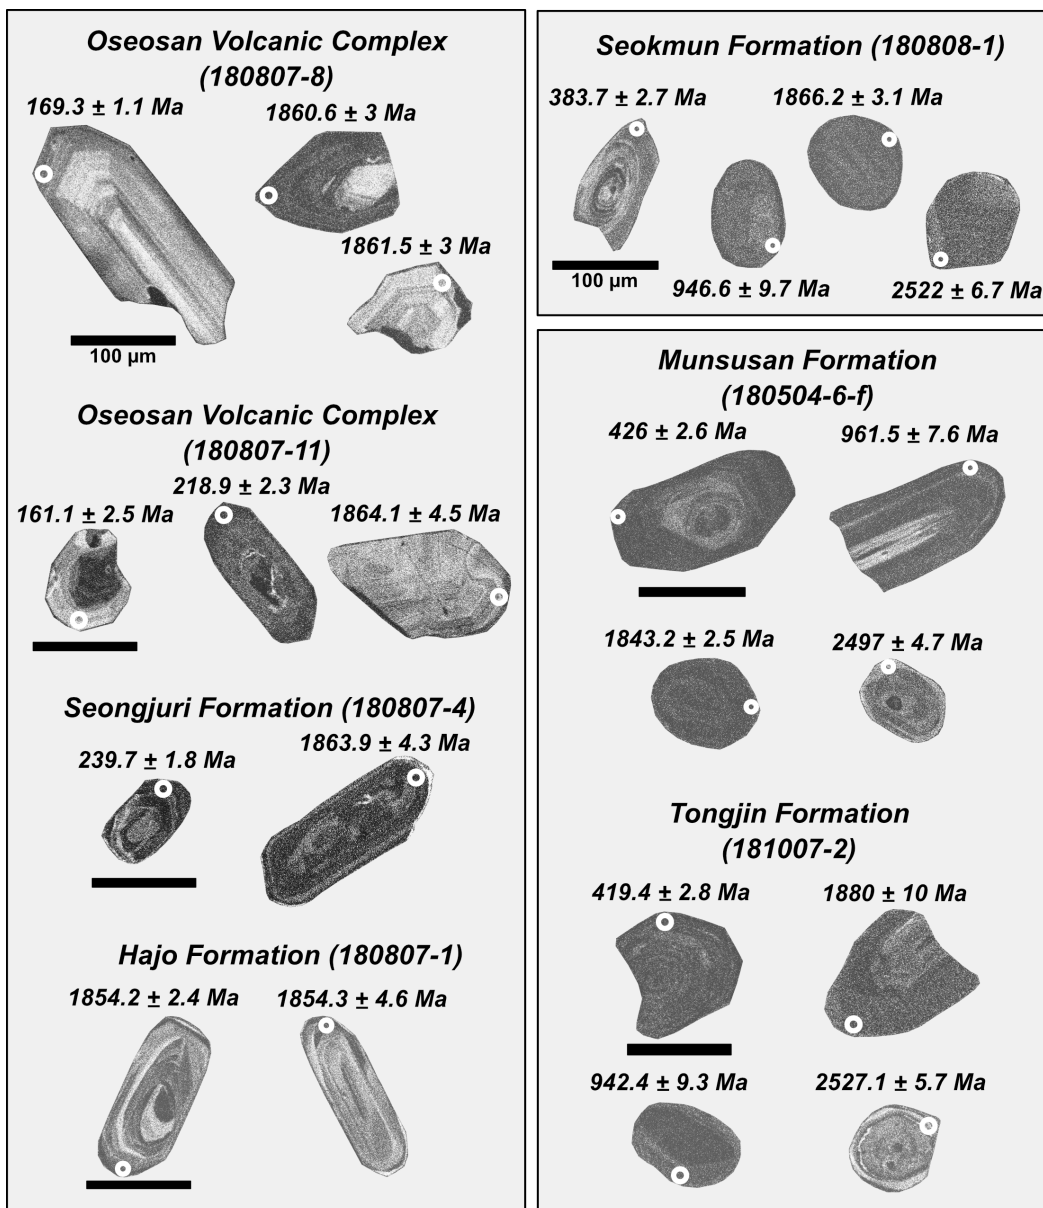 Oseosan Volcanic Complex
(180807-8)
169.3 ± 1.1 Ma
1860.6 ± 3 Ma
1861.5 ± 3 Ma
100 µm
Oseosan Volcanic Complex
(180807-11)
218.9 ± 2.3 Ma
161.1 ± 2.5 Ma
1864.1 ± 4.5 Ma
Seongjuri Formation (180807-4)
239.7 ± 1.8 Ma
1863.9 ± 4.3 Ma
Hajo Formation (180807-1)
1854.2 ± 2.4 Ma
1854.3 ± 4.6 Ma
Seokmun Formation (180808-1)
383.7 ± 2.7 Ma
1866.2 ± 3.1 Ma
100 µm
946.6 ± 9.7 Ma
2522 ± 6.7 Ma
Munsusan Formation
(180504-6-f)
426 ± 2.6 Ma
961.5 ± 7.6 Ma
1843.2 ± 2.5 Ma
2497 ± 4.7 Ma
Tongjin Formation
(181007-2)
419.4 ± 2.8 Ma
1880 ± 10 Ma
942.4 ± 9.3 Ma
2527.1 ± 5.7 Ma